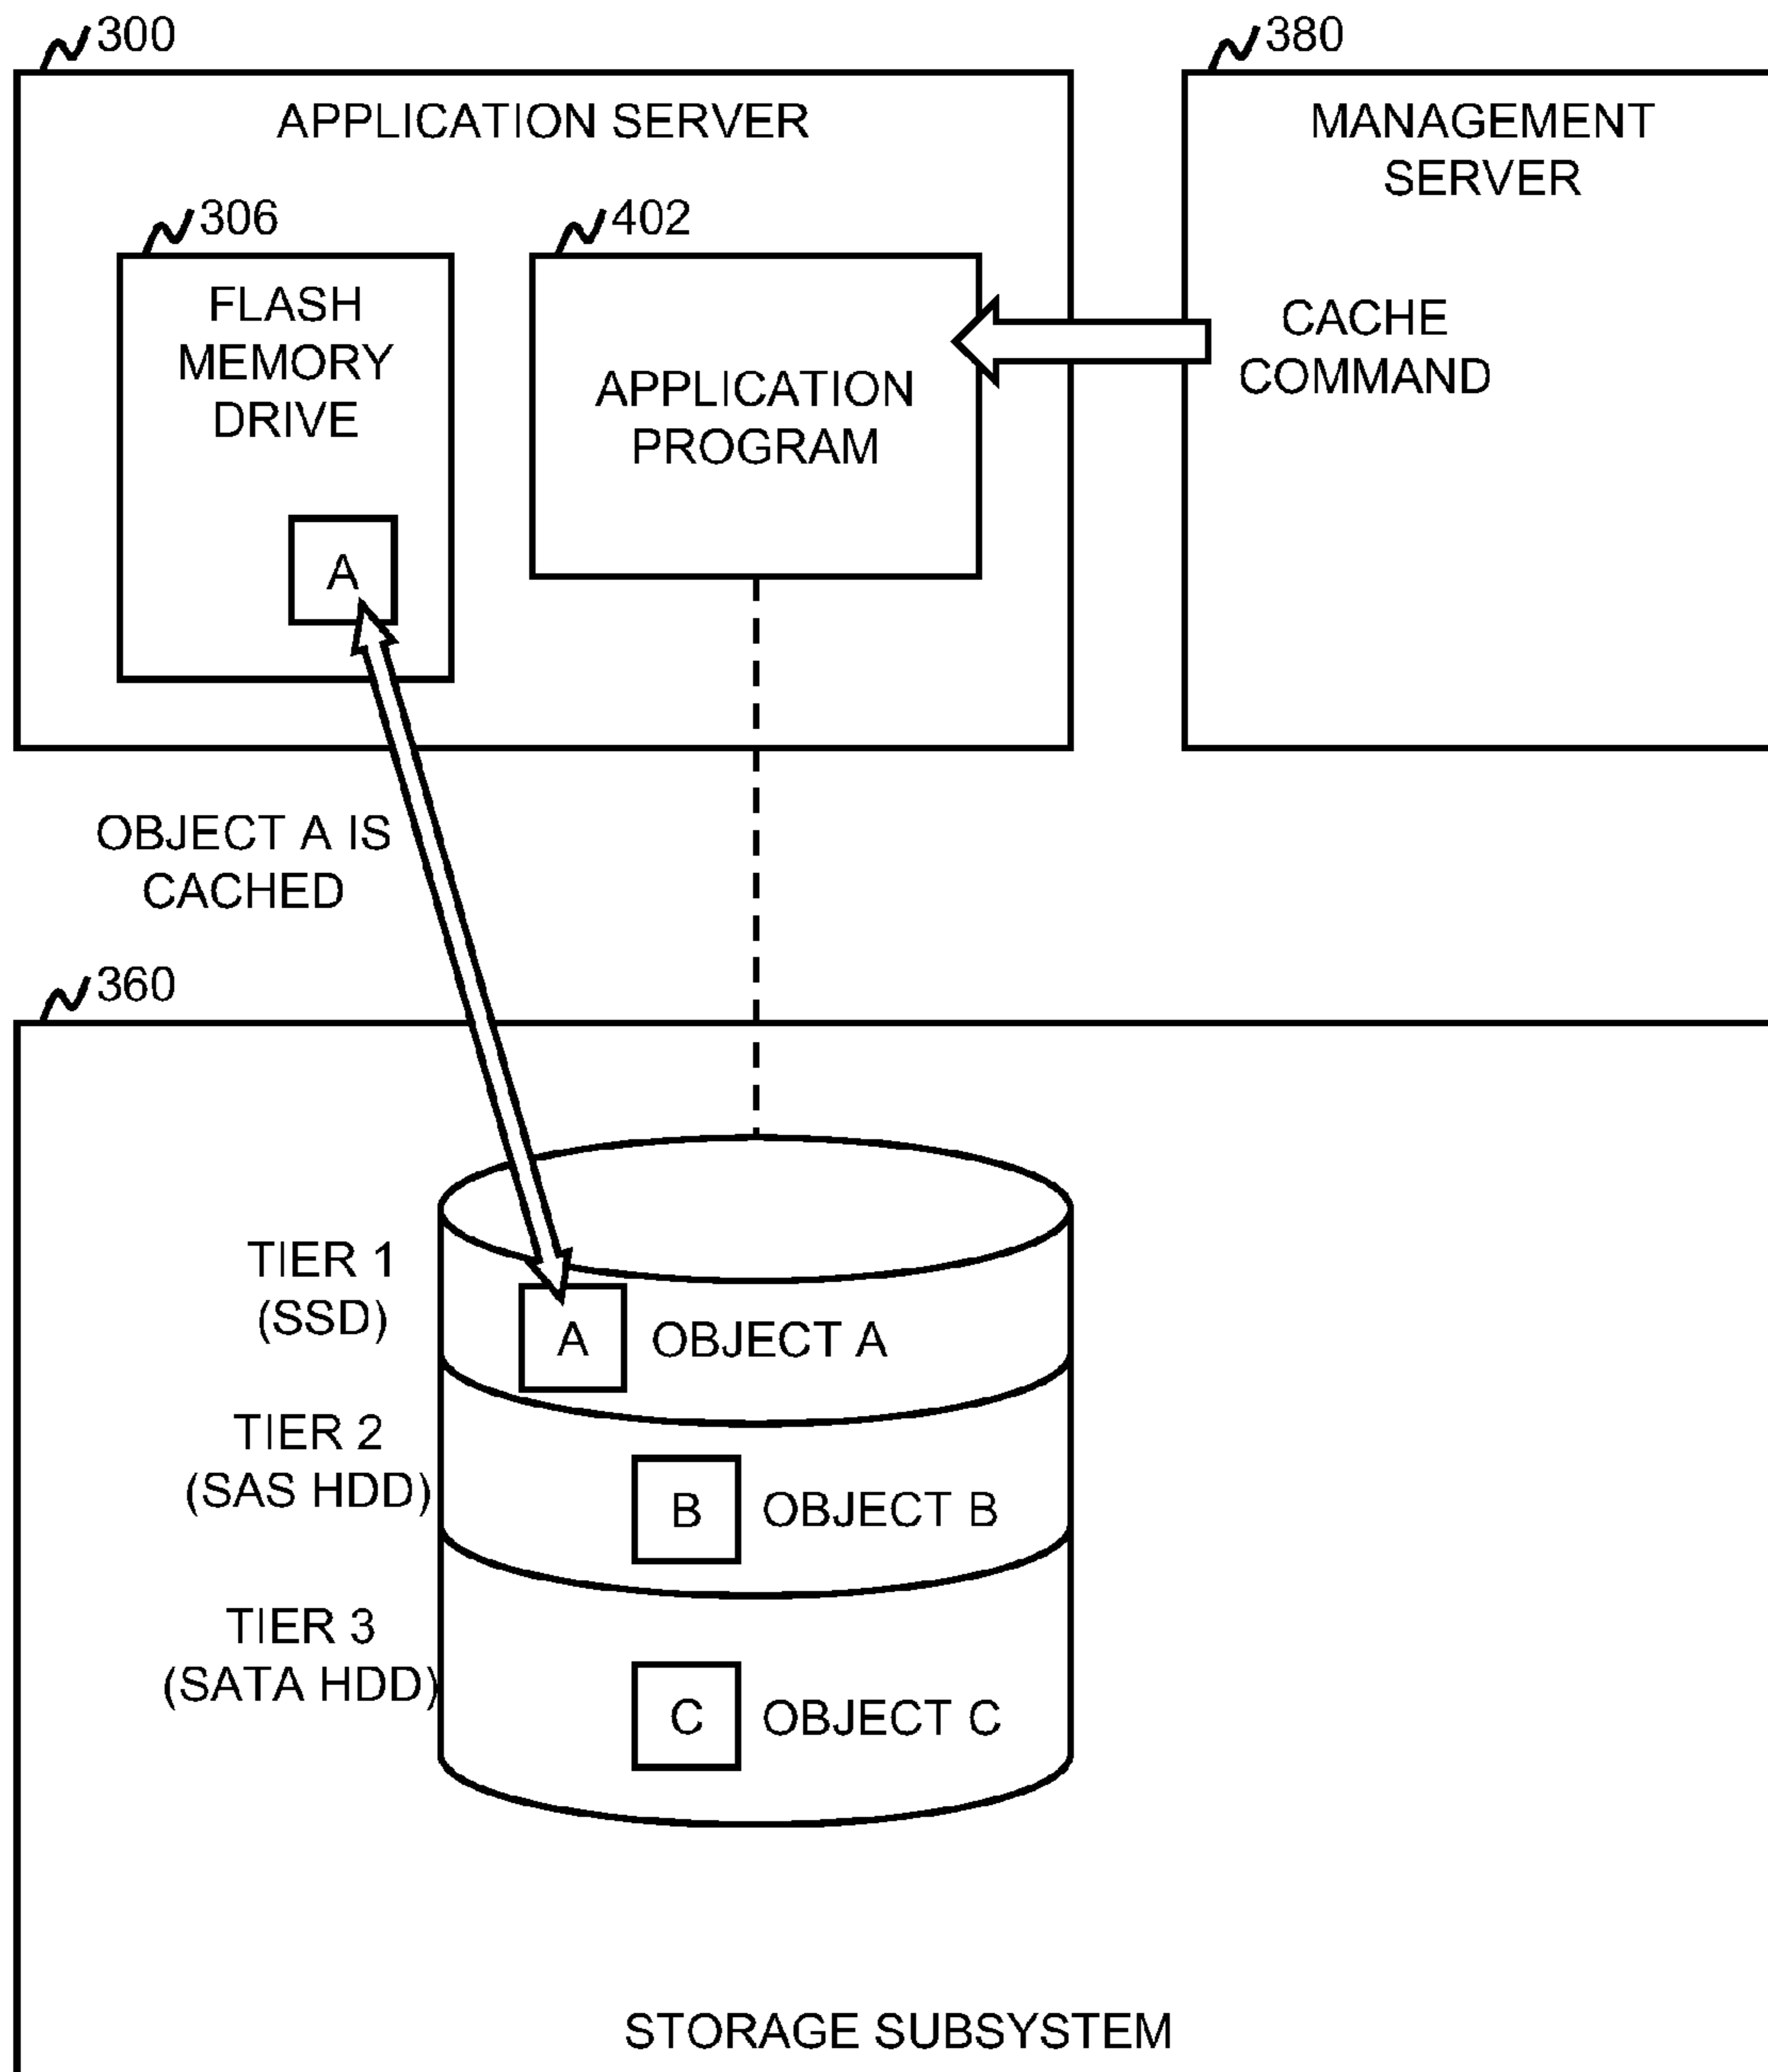 300
380
APPLICATION SERVER
MANAGEMENT
SERVER
306
402
FLASH
MEMORY
DRIVE
APPLICATION
PROGRAM
CACHE
COMMAND
A
OBJECT A IS
CACHED
360
TIER 1
(SSD)
A OBJECT A
TIER 2
(SAS HDD)
B OBJECT B
TIER 3
(SATA HDD)
C OBJECT C
STORAGE SUBSYSTEM